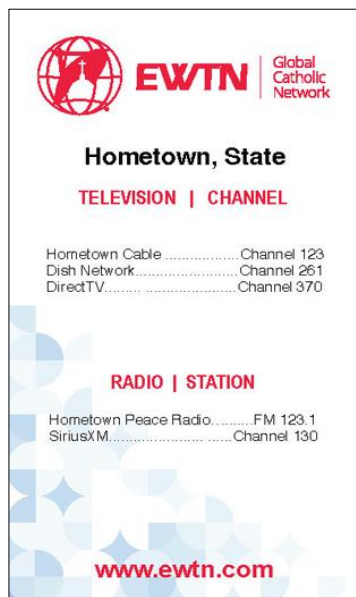 EWTN
Global
Catholic
Network
Hometown, State
TELEVISION | CHANNEL
Hometown Cable ..................Channel 123
Dish Network.........................Channel 261
DirectTV......... .......................Channel 370
RADIO | STATION
Hometown Peace Radio..........FM 123.1
SiriusXM....................... ......Channel 130
www.ewtn.com